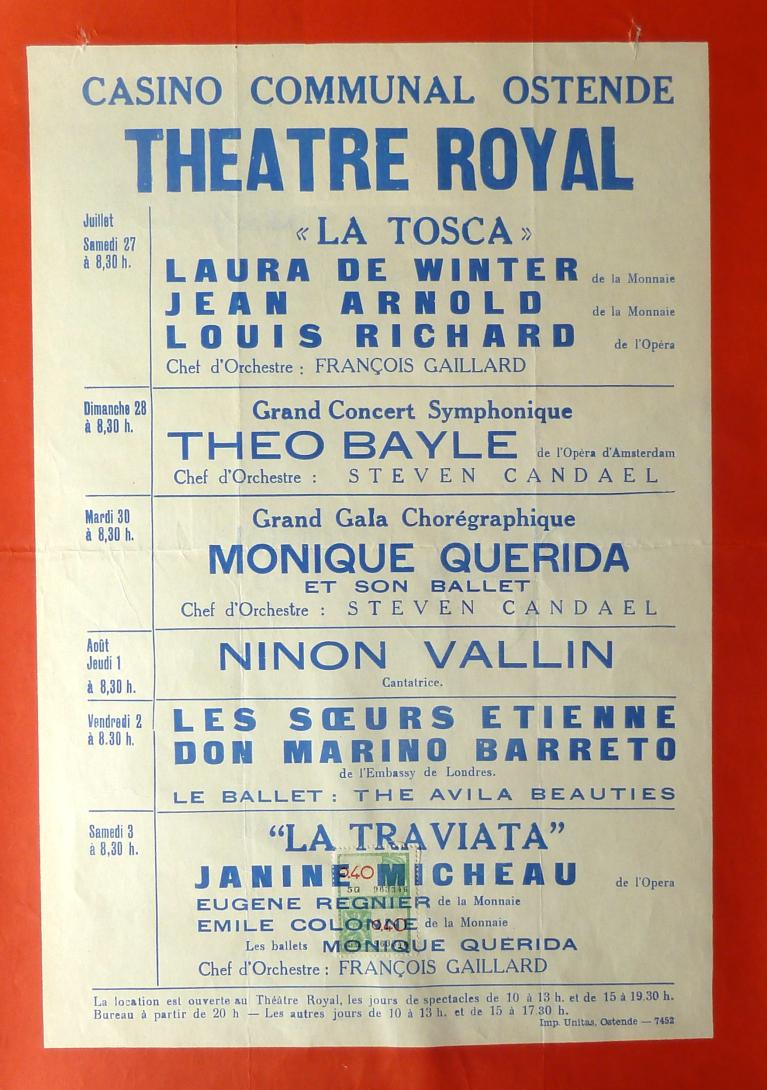 CASINO COMMUNAL OSTENDE
THEATRE ROYAL
Juillet
Samedi 27
à 8,30 h.
«LA TOSCA»
LAURA DE WINTER de la Monnaie
JEAN ARNOLD de la Monnaie
LOUIS RICHARD de l'Opéra
Chef d'Orchestre : FRANÇOIS GAILLARD
Dimanche 28
à 8,30 h.
Grand Concert Symphonique
THEO BAYLE de l'Opéra d'Amsterdam
Chef d'Orchestre : STEVEN CANDAEL
Mardi 30
à 8,30 h.
Grand Gala Chorégraphique
MONIQUE QUERIDA
ET SON BALLET
Chef d'Orchestre : STEVEN CANDAEL
Août
Jeudi 1
à 8,30 h.
NINON VALLIN
Cantatrice.
Vendredi 2
à 8.30 h.
LES SŒURS ETIENNE
DON MARINO BARRETO
de l'Embassy de Londres.
LE BALLET : THE AVILA BEAUTIES
Samedi 3
à 8,30 h.
“LA TRAVIATA”
JANINE MICHEAU de l'Opera
EUGENE REGNIER de la Monnaie
EMILE COLONNE de la Monnaie
Les ballets MONIQUE QUERIDA
Chef d'Orchestre : FRANÇOIS GAILLARD
0.40
0.40
La location est ouverte au Théâtre Royal, les jours de spectacles de 10 à 13 h. et de 15 à 19.30 h.
Bureau à partir de 20 h — Les autres jours de 10 à 13 h. et de 15 à 17.30 h.
Imp. Unitas, Ostende — 7452